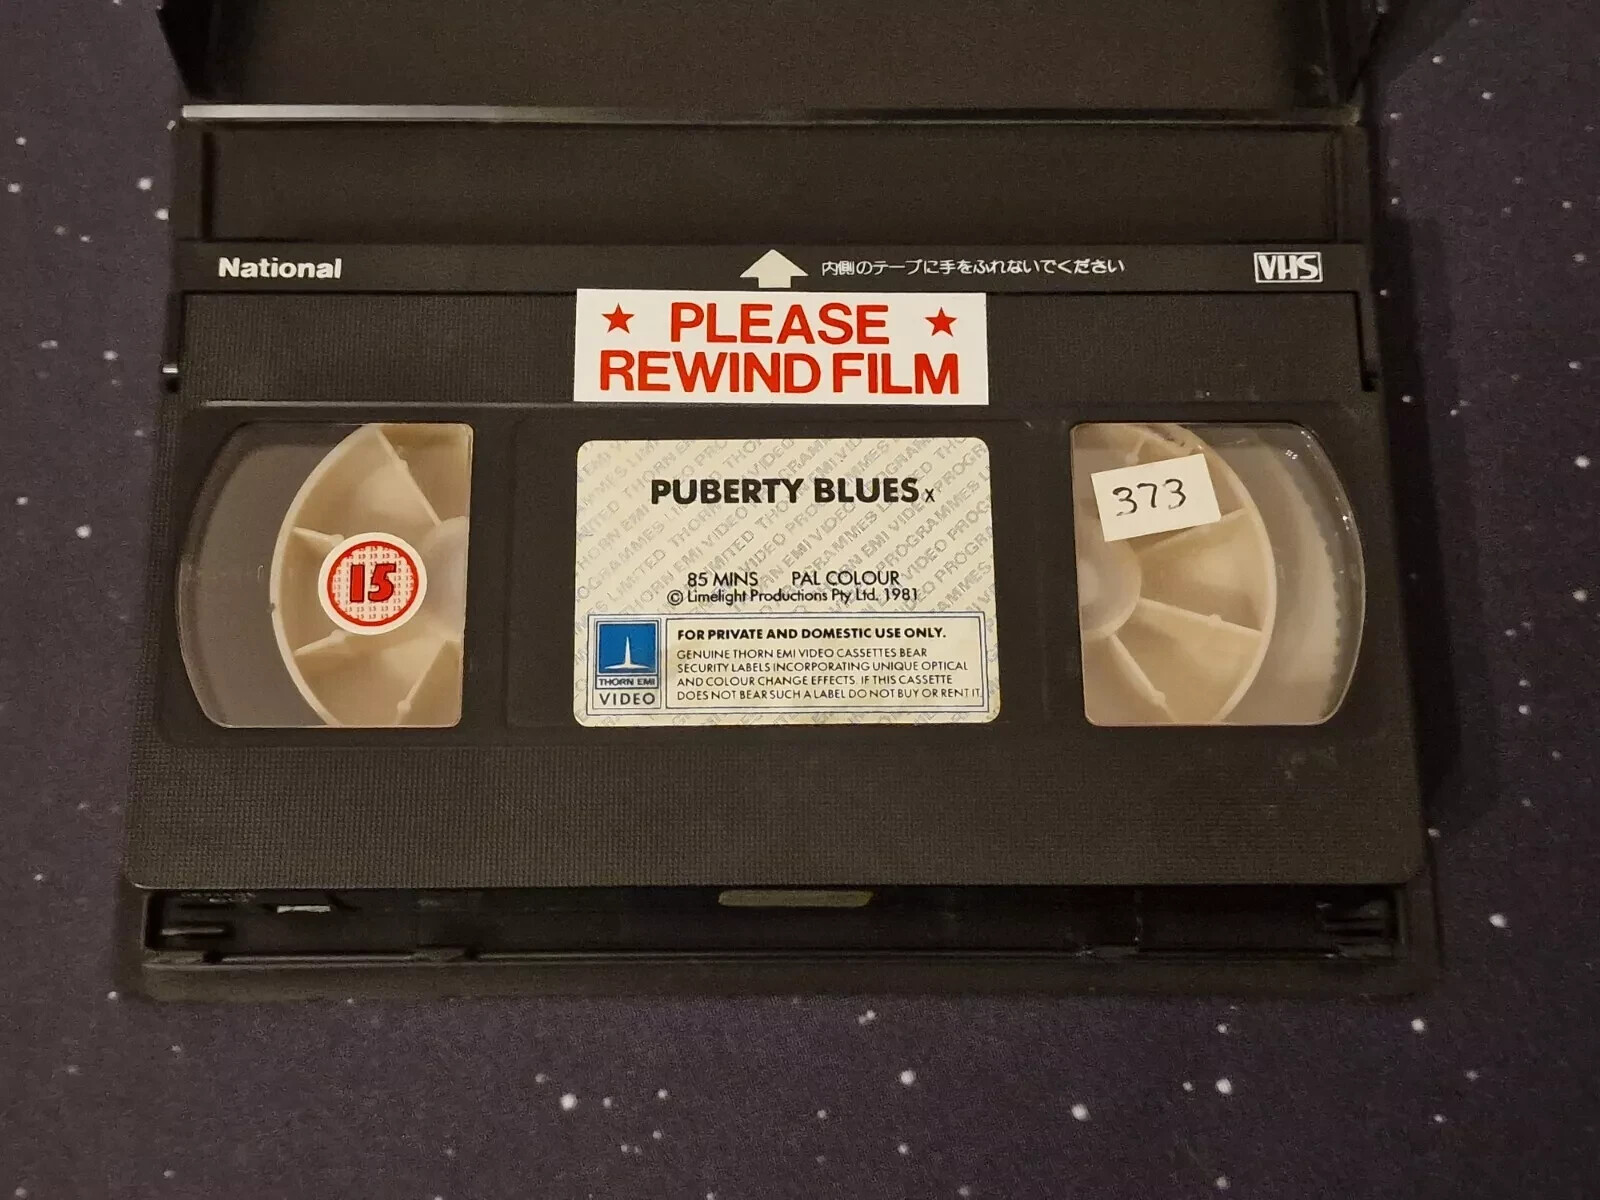 National
内側のテープに手をふれないでください
VHS
★ PLEASE ★
REWIND FILM
373
PUBERTY BLUES x
15
85 MINS PAL COLOUR
© Limelight Productions Pty. Ltd. 1981
FOR PRIVATE AND DOMESTIC USE ONLY.
GENUINE THORN EMI VIDEO CASSETTES BEAR
SECURITY LABELS INCORPORATING UNIQUE OPTICAL
AND COLOUR CHANGE EFFECTS. IF THIS CASSETTE
DOES NOT BEAR SUCH A LABEL DO NOT BUY OR RENT IT.
THORN EMI
VIDEO